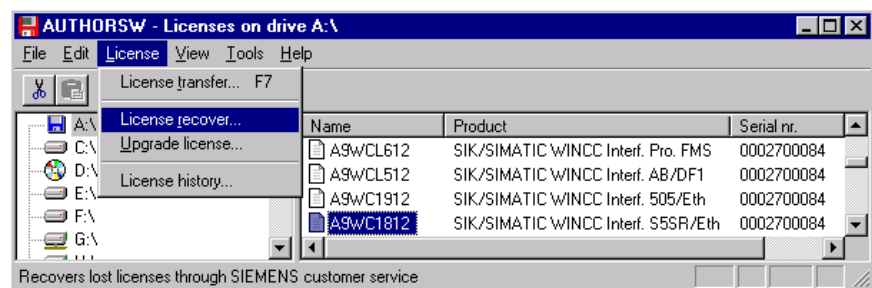 AUTHORSW - Licenses on drive A:\
File Edit License View Tools Help
License transfer... F7
License recover...
Upgrade license...
License history...
A:\
C:\
D:\
E:\
F:\
G:\
Name Product Serial nr.
A9WCL612 SIK/SIMATIC WINCC Interf. Pro. FMS 0002700084
A9WCL512 SIK/SIMATIC WINCC Interf. AB/DF1 0002700084
A9WC1912 SIK/SIMATIC WINCC Interf. 505/Eth 0002700084
A9WC1812 SIK/SIMATIC WINCC Interf. S5SR/Eth 0002700084
Recovers lost licenses through SIEMENS customer service